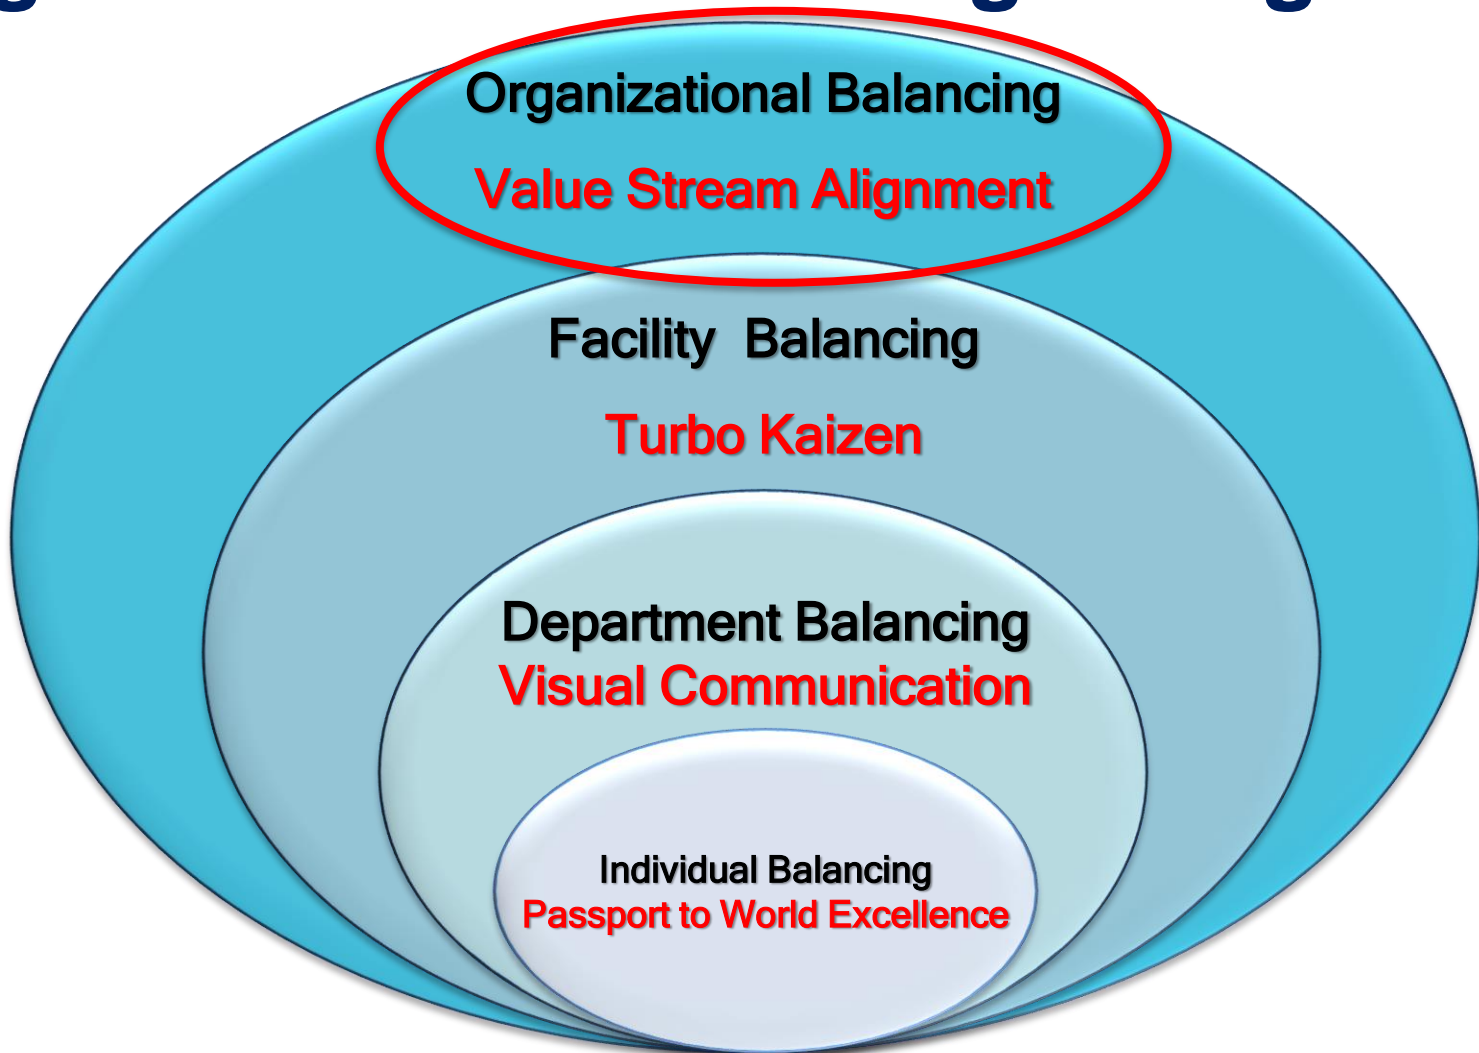 Organizational Balancing
Value Stream Alignment
Facility Balancing
Turbo Kaizen
Department Balancing
Visual Communication
Individual Balancing
Passport to World Excellence